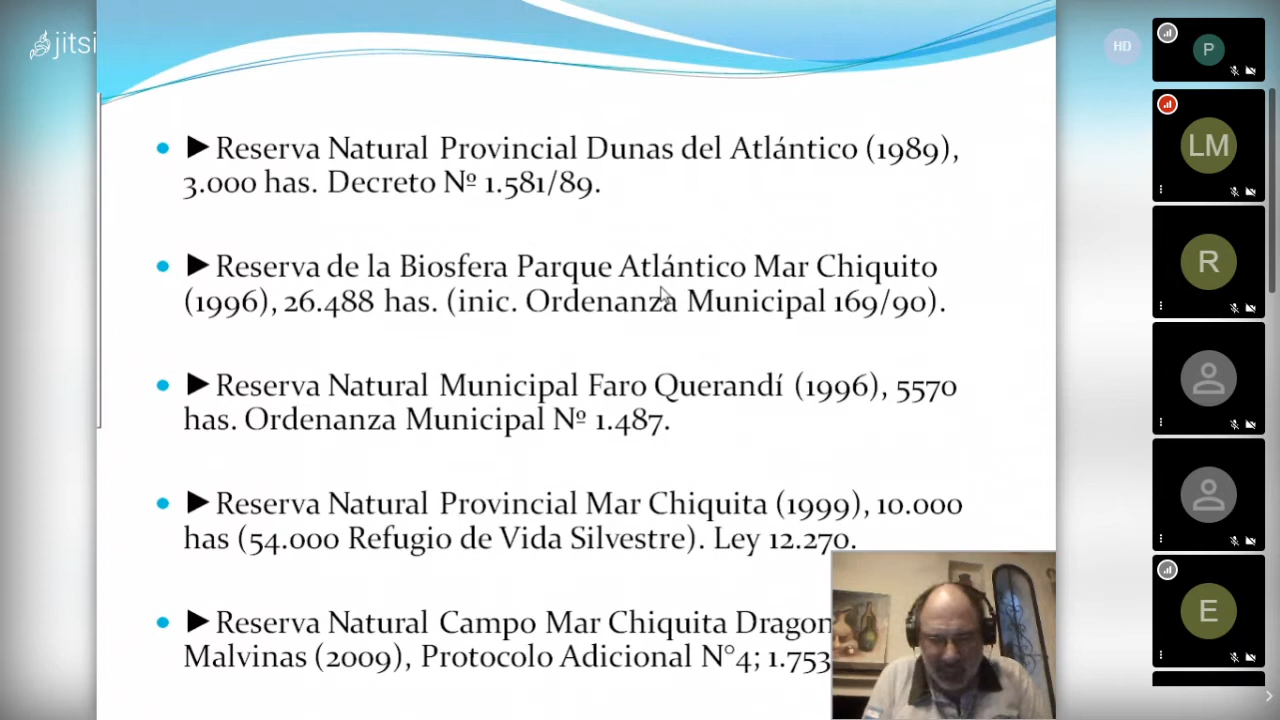 jitsi
HD
► Reserva Natural Provincial Dunas del Atlántico (1989),
3.000 has. Decreto Nº 1.581/89.
► Reserva de la Biosfera Parque Atlántico Mar Chiquito
(1996), 26.488 has. (inic. Ordenanza Municipal 169/90).
► Reserva Natural Municipal Faro Querandí (1996), 5570
has. Ordenanza Municipal Nº 1.487.
► Reserva Natural Provincial Mar Chiquita (1999), 10.000
has (54.000 Refugio de Vida Silvestre). Ley 12.270.
► Reserva Natural Campo Mar Chiquita Dragon
Malvinas (2009), Protocolo Adicional N°4; 1.753
P
LM
R
E